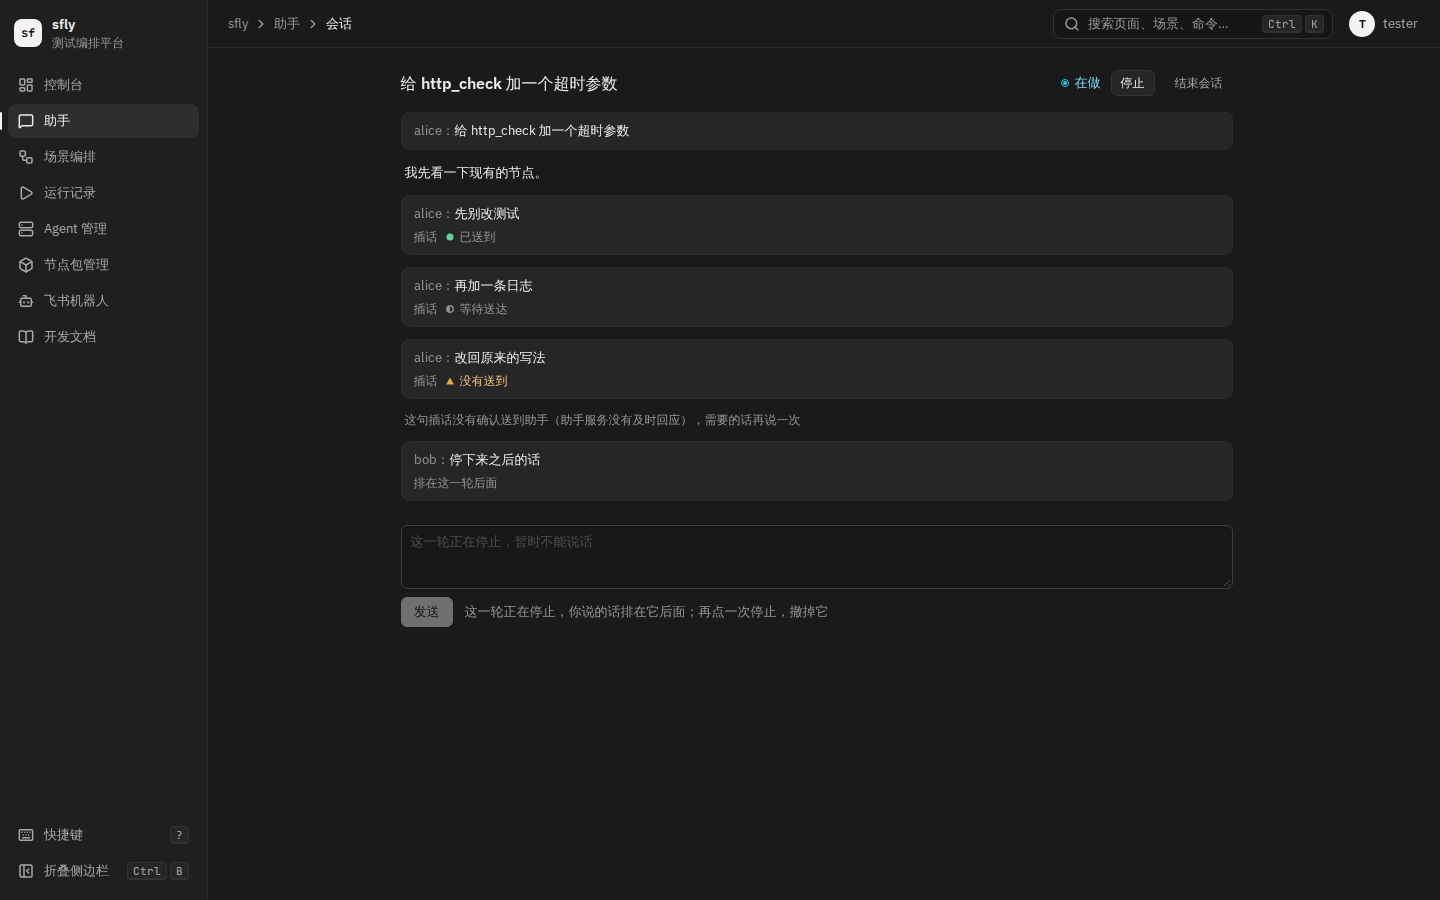 sf
sfly
测试编排平台
控制台
助手
场景编排
运行记录
Agent 管理
节点包管理
飞书机器人
开发文档
快捷键 ?
折叠侧边栏 Ctrl B
sfly > 助手 > 会话
搜索页面、场景、命令... Ctrl K
T tester
给 http_check 加一个超时参数
在做 停止 结束会话
alice：给 http_check 加一个超时参数
我先看一下现有的节点。
alice：先别改测试
插话 已送到
alice：再加一条日志
插话 等待送达
alice：改回原来的写法
插话 没有送到
这句插话没有确认送到助手（助手服务没有及时回应），需要的话再说一次
bob：停下来之后的话
排在这一轮后面
这一轮正在停止，暂时不能说话
发送 这一轮正在停止，你说的话排在它后面；再点一次停止，撤掉它